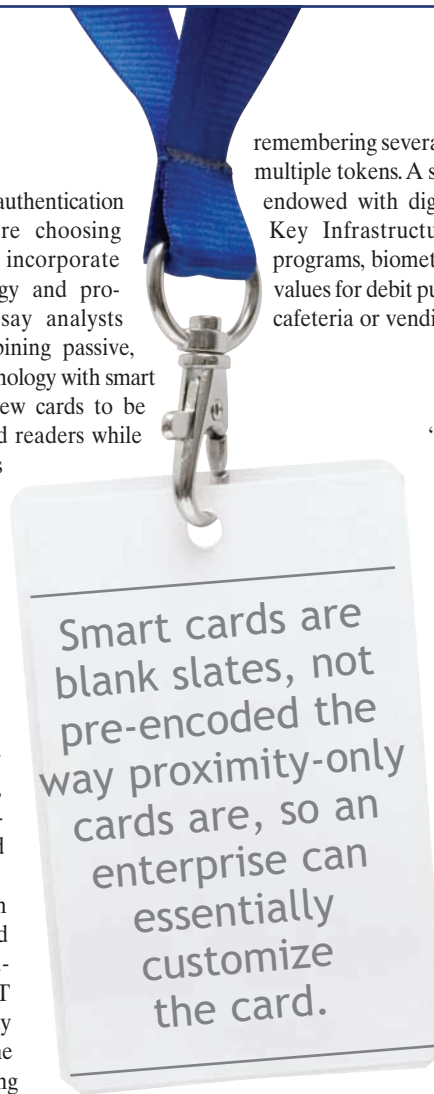 authentication
re choosing
incorporate
gy and pro-
say analysts
bining passive,
hnology with smart
ew cards to be
d readers while
s
remembering several
multiple tokens. A s
endowed with dig
Key Infrastructu
programs, biomet
values for debit pu
cafeteria or vendi
Smart cards are
blank slates, not
pre-encoded the
way proximity-only
cards are, so an
enterprise can
essentially
customize
the card.